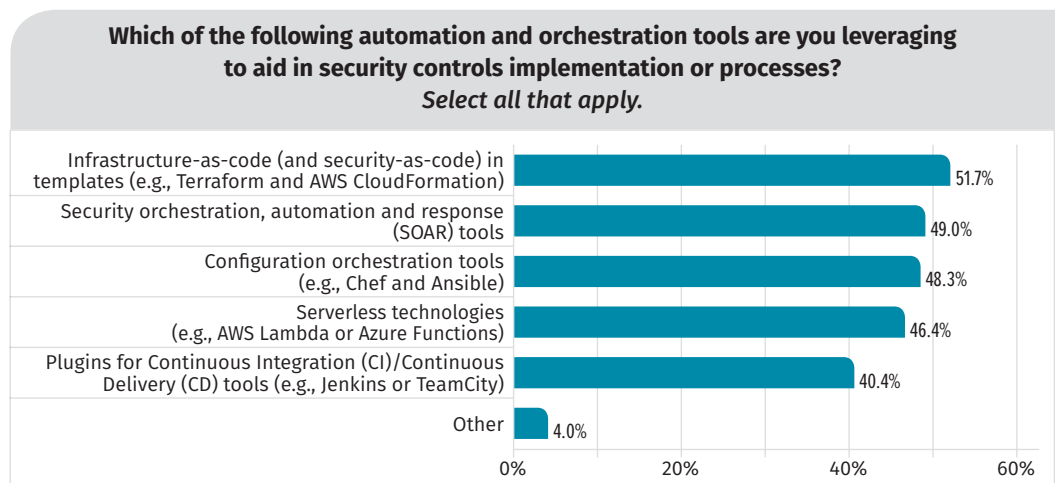 Which of the following automation and orchestration tools are you leveraging
to aid in security controls implementation or processes?
Select all that apply.
Infrastructure-as-code (and security-as-code) in
templates (e.g., Terraform and AWS CloudFormation)
51.7%
Security orchestration, automation and response
(SOAR) tools
49.0%
Configuration orchestration tools
(e.g., Chef and Ansible)
48.3%
Serverless technologies
(e.g., AWS Lambda or Azure Functions)
46.4%
Plugins for Continuous Integration (CI)/Continuous
Delivery (CD) tools (e.g., Jenkins or TeamCity)
40.4%
Other
4.0%
0% 20% 40% 60%